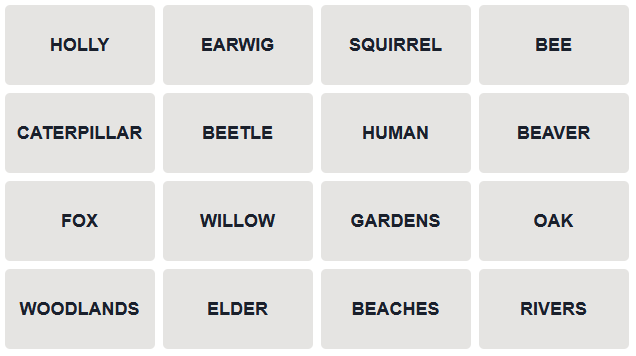 HOLLY EARWIG SQUIRREL BEE
CATERPILLAR BEETLE HUMAN BEAVER
FOX WILLOW GARDENS OAK
WOODLANDS ELDER BEACHES RIVERS